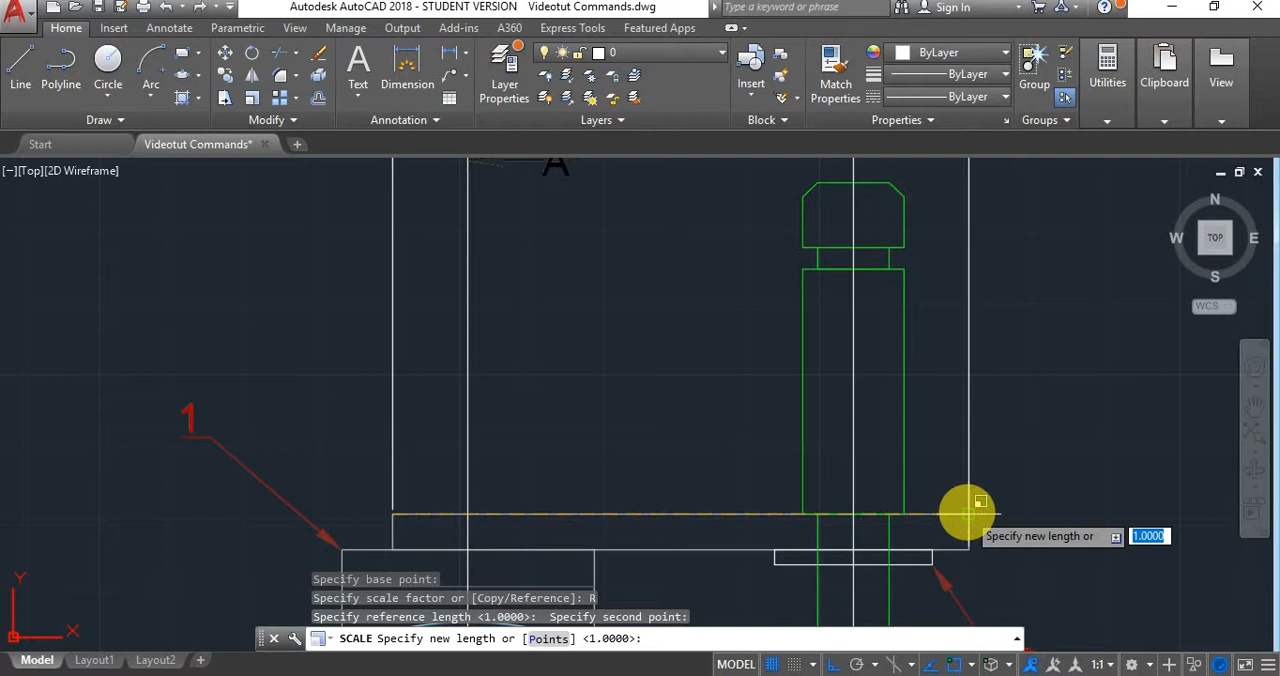 Autodesk AutoCAD 2018 - STUDENT VERSION Videotut Commands.dwg
Type a keyword or phrase
Sign In
Home Insert Annotate Parametric View Manage Output Add-ins A360 Express Tools Featured Apps
0
ByLayer
ByLayer
ByLayer
Line Polyline Circle Arc
Text Dimension
Layer Properties
Insert
Match Properties
Group
Utilities Clipboard View
Draw Modify Annotation Layers Block Properties Groups
Start Videotut Commands*
[−][Top][2D Wireframe]
A
N
W TOP E
S
WCS
1
Specify new length or 1.0000
Y
X
Specify base point:
Specify scale factor or [Copy/Reference]: R
Specify reference length <1.0000>: Specify second point:
SCALE Specify new length or [Points] <1.0000>:
Model Layout1 Layout2
MODEL 1:1